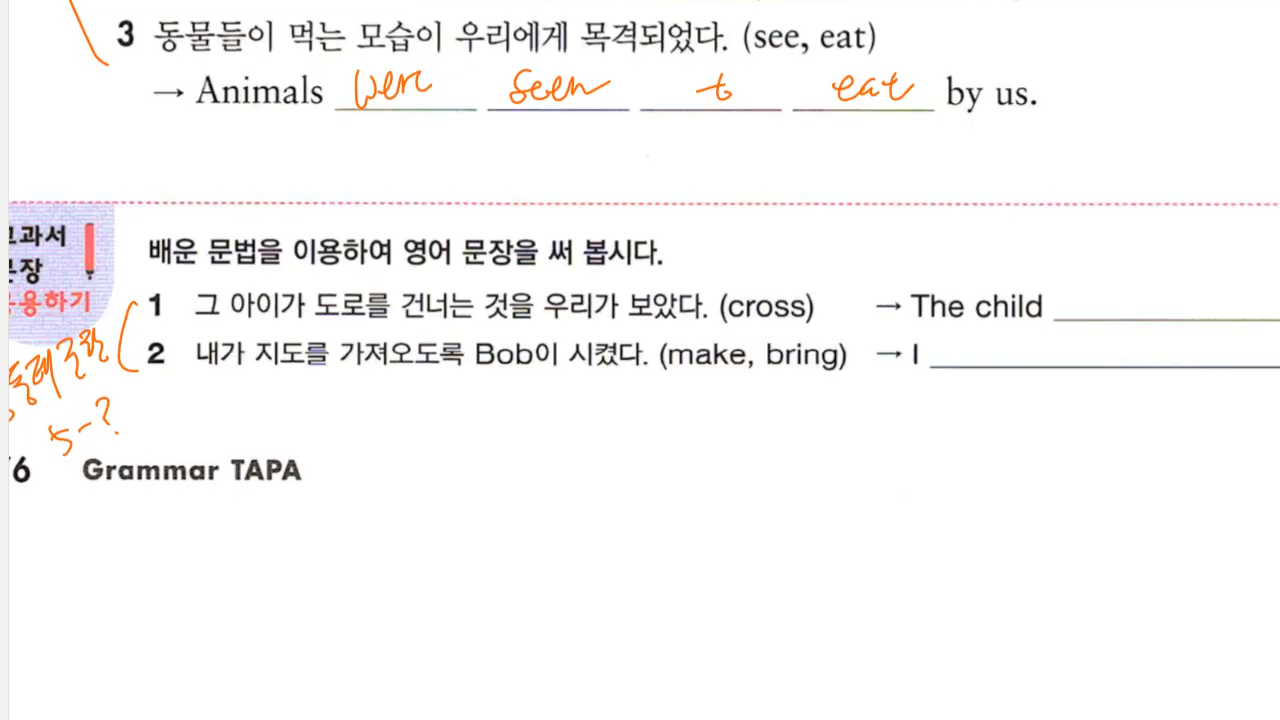 3 동물들이 먹는 모습이 우리에게 목격되었다. (see, eat)
→ Animals were seen to eat by us.
배운 문법을 이용하여 영어 문장을 써 봅시다.
1 그 아이가 도로를 건너는 것을 우리가 보았다. (cross) → The child
2 내가 지도를 가져오도록 Bob이 시켰다. (make, bring) → I
과서
장
용하기
5-?
6 Grammar TAPA